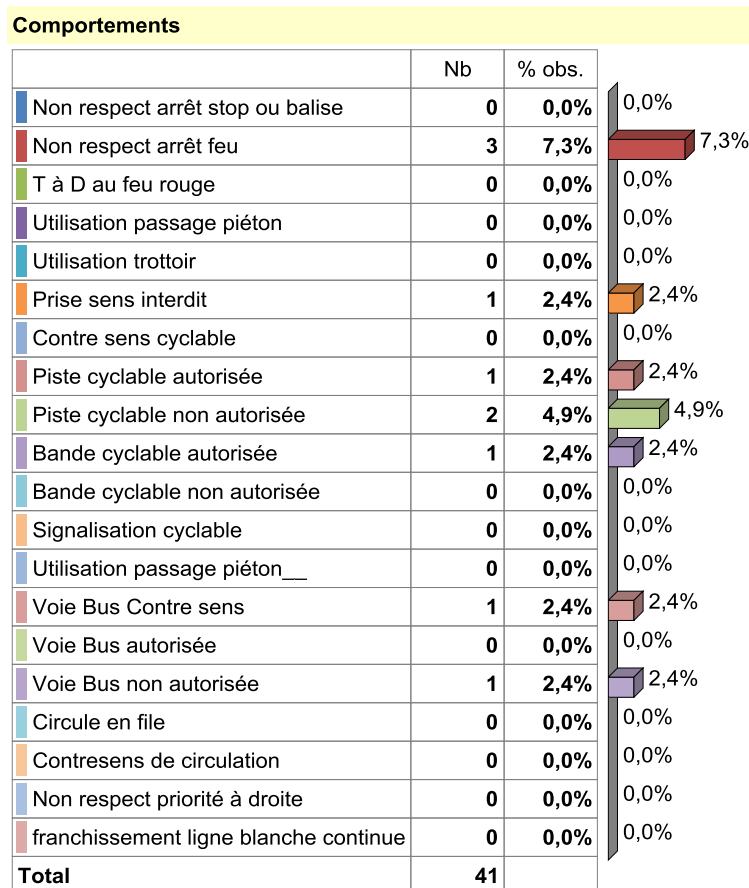 Comportements
Nb % obs.
Non respect arrêt stop ou balise 0 0,0% 0,0%
Non respect arrêt feu 3 7,3% 7,3%
T à D au feu rouge 0 0,0% 0,0%
Utilisation passage piéton 0 0,0% 0,0%
Utilisation trottoir 0 0,0% 0,0%
Prise sens interdit 1 2,4% 2,4%
Contre sens cyclable 0 0,0% 0,0%
Piste cyclable autorisée 1 2,4% 2,4%
Piste cyclable non autorisée 2 4,9% 4,9%
Bande cyclable autorisée 1 2,4% 2,4%
Bande cyclable non autorisée 0 0,0% 0,0%
Signalisation cyclable 0 0,0% 0,0%
Utilisation passage piéton__ 0 0,0% 0,0%
Voie Bus Contre sens 1 2,4% 2,4%
Voie Bus autorisée 0 0,0% 0,0%
Voie Bus non autorisée 1 2,4% 2,4%
Circule en file 0 0,0% 0,0%
Contresens de circulation 0 0,0% 0,0%
Non respect priorité à droite 0 0,0% 0,0%
franchissement ligne blanche continue 0 0,0% 0,0%
Total 41